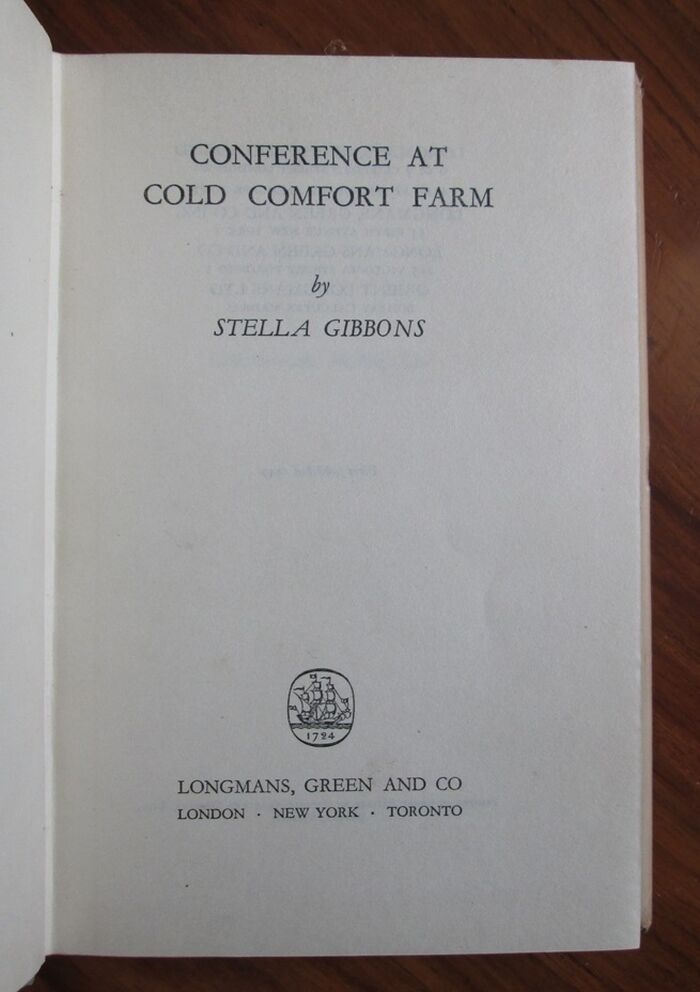 CONFERENCE AT
COLD COMFORT FARM
by
STELLA GIBBONS
1724
LONGMANS, GREEN AND CO
LONDON · NEW YORK · TORONTO